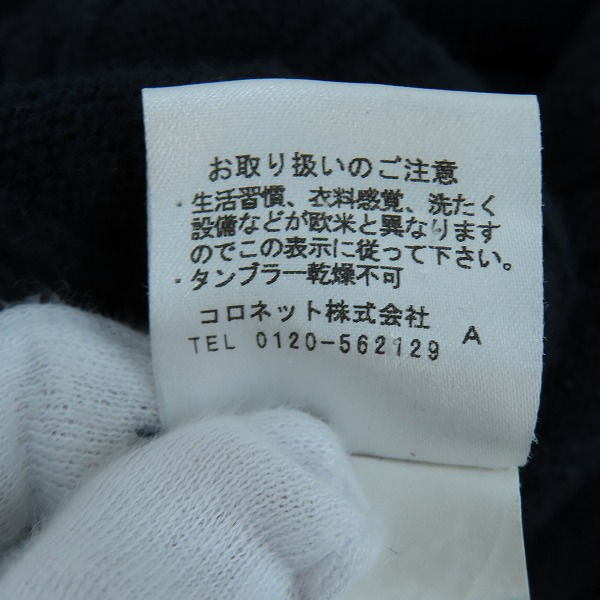 お取り扱いのご注意
・生活習慣、衣料感覚、洗たく
設備などが欧米と異なります
のでこの表示に従って下さい。
・タンブラー乾燥不可
コロネット株式会社
TEL 0120-562129 A